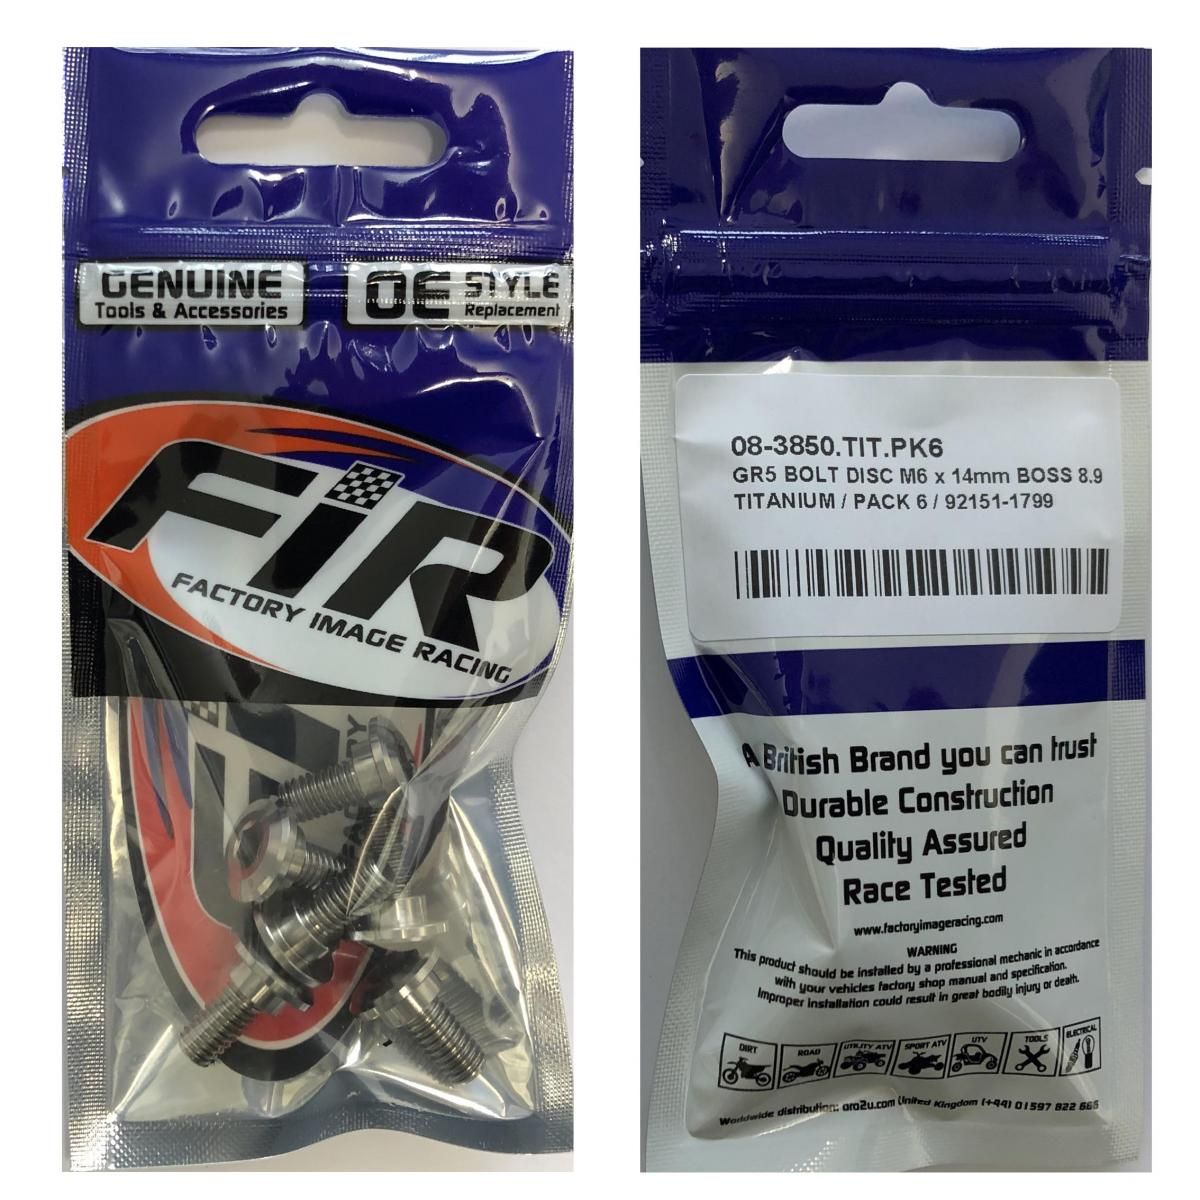 GENUINE
Tools & Accessories
OE STYLE
Replacement
FiR
FACTORY IMAGE RACING
08-3850.TIT.PK6
GR5 BOLT DISC M6 x 14mm BOSS 8.9
TITANIUM / PACK 6 / 92151-1799
A British Brand you can trust
Durable Construction
Quality Assured
Race Tested
www.factoryimageracing.com
WARNING
This product should be installed by a professional mechanic in accordance
with your vehicles factory shop manual and specification.
Improper installation could result in great bodily injury or death.
DIRT
ROAD
UTILITY ATV
SPORT ATV
UTV
TOOLS
ELECTRICAL
Worldwide distribution: oro2u.com United Kingdom (+44) 01597 822 666